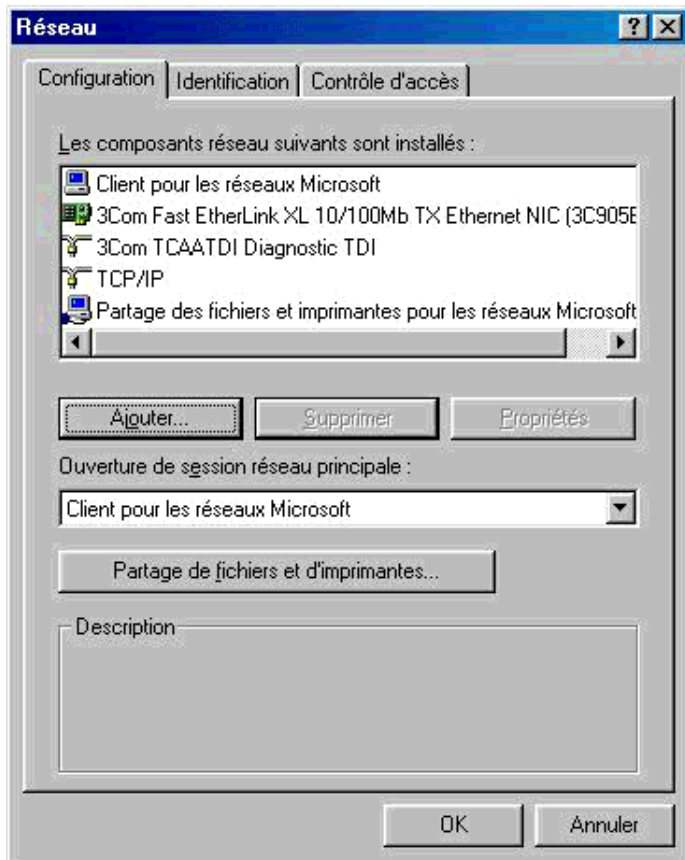 Réseau
Configuration Identification Contrôle d'accès
Les composants réseau suivants sont installés :
Client pour les réseaux Microsoft
3Com Fast EtherLink XL 10/100Mb TX Ethernet NIC (3C905B
3Com TCAATDI Diagnostic TDI
TCP/IP
Partage des fichiers et imprimantes pour les réseaux Microsoft
Ajouter... Supprimer Propriétés
Ouverture de session réseau principale :
Client pour les réseaux Microsoft
Partage de fichiers et d'imprimantes...
Description
OK Annuler